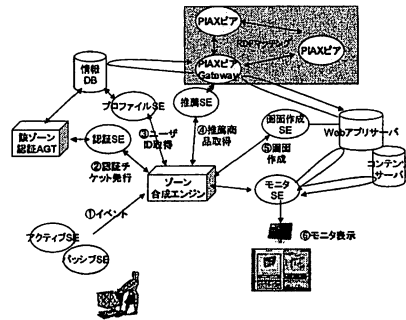 PIAXピア
PIAXピア
PIAXピア
Gateway
情報
DB
プロファイルSE
推薦SE
画面作成
SE
Webアプリサーバ
コンテンツ
サーバ
認証AGT
認証SE
③ユーザ
ID取得
④推薦商
品取得
⑤画面
作成
②認証チ
ケット発行
ゾーン
合成エンジン
モニタ
SE
①イベント
アクティブSE
パッシブSE
⑥モニタ表示